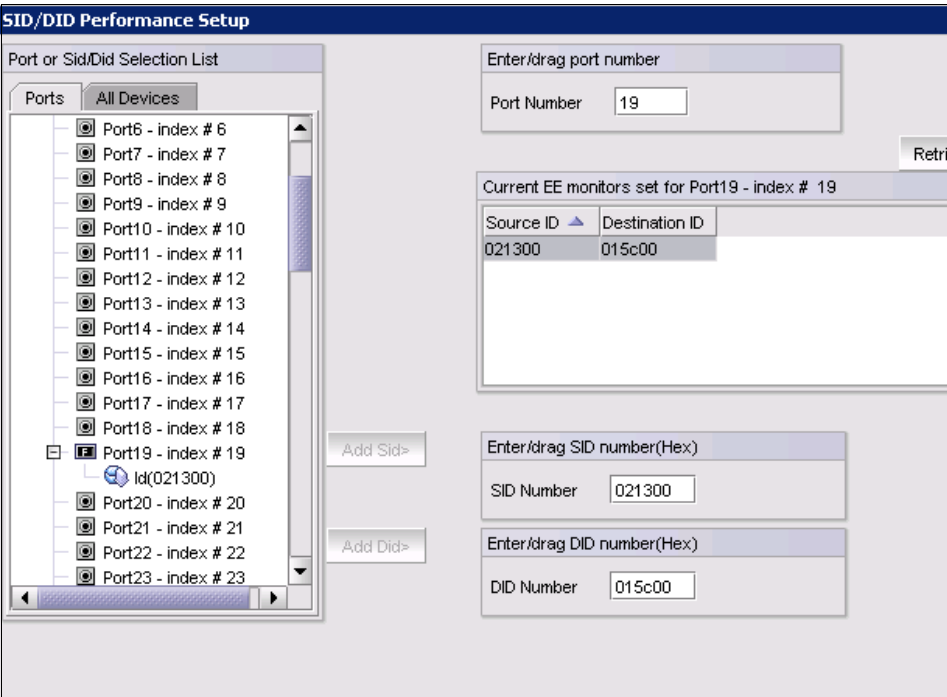 SID/DID Performance Setup
Port or Sid/Did Selection List
Ports
All Devices
Port6 - index # 6
Port7 - index # 7
Port8 - index # 8
Port9 - index # 9
Port10 - index # 10
Port11 - index # 11
Port12 - index # 12
Port13 - index # 13
Port14 - index # 14
Port15 - index # 15
Port16 - index # 16
Port17 - index # 17
Port18 - index # 18
Port19 - index # 19
Id(021300)
Port20 - index # 20
Port21 - index # 21
Port22 - index # 22
Port23 - index # 23
Add Sid>
Add Did>
Enter/drag port number
Port Number 19
Retri
Current EE monitors set for Port19 - index # 19
Source ID Destination ID
021300 015c00
Enter/drag SID number(Hex)
SID Number 021300
Enter/drag DID number(Hex)
DID Number 015c00